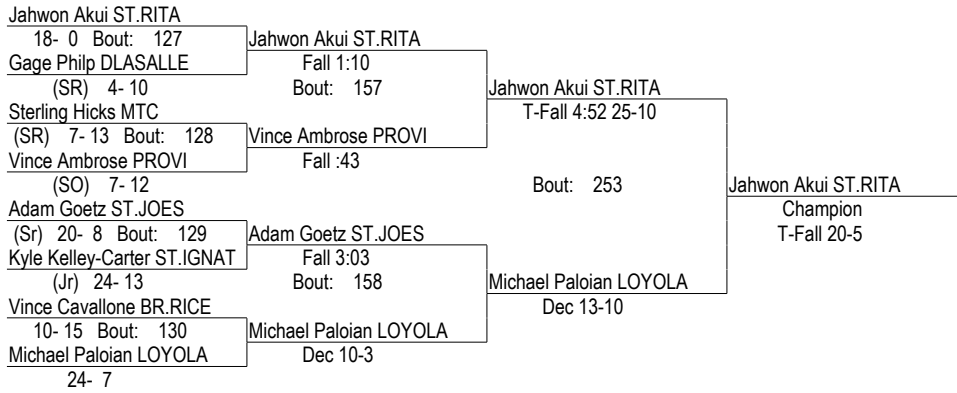 Jahwon Akui ST.RITA
18- 0 Bout: 127
Jahwon Akui ST.RITA
Gage Philp DLASALLE
Fall 1:10
(SR) 4- 10
Bout: 157
Jahwon Akui ST.RITA
Sterling Hicks MTC
T-Fall 4:52 25-10
(SR) 7- 13 Bout: 128
Vince Ambrose PROVI
Vince Ambrose PROVI
Fall :43
(SO) 7- 12
Bout: 253
Jahwon Akui ST.RITA
Adam Goetz ST.JOES
Champion
(Sr) 20- 8 Bout: 129
Adam Goetz ST.JOES
T-Fall 20-5
Kyle Kelley-Carter ST.IGNAT
Fall 3:03
(Jr) 24- 13
Bout: 158
Michael Paloian LOYOLA
Vince Cavallone BR.RICE
Dec 13-10
10- 15 Bout: 130
Michael Paloian LOYOLA
Michael Paloian LOYOLA
Dec 10-3
24- 7